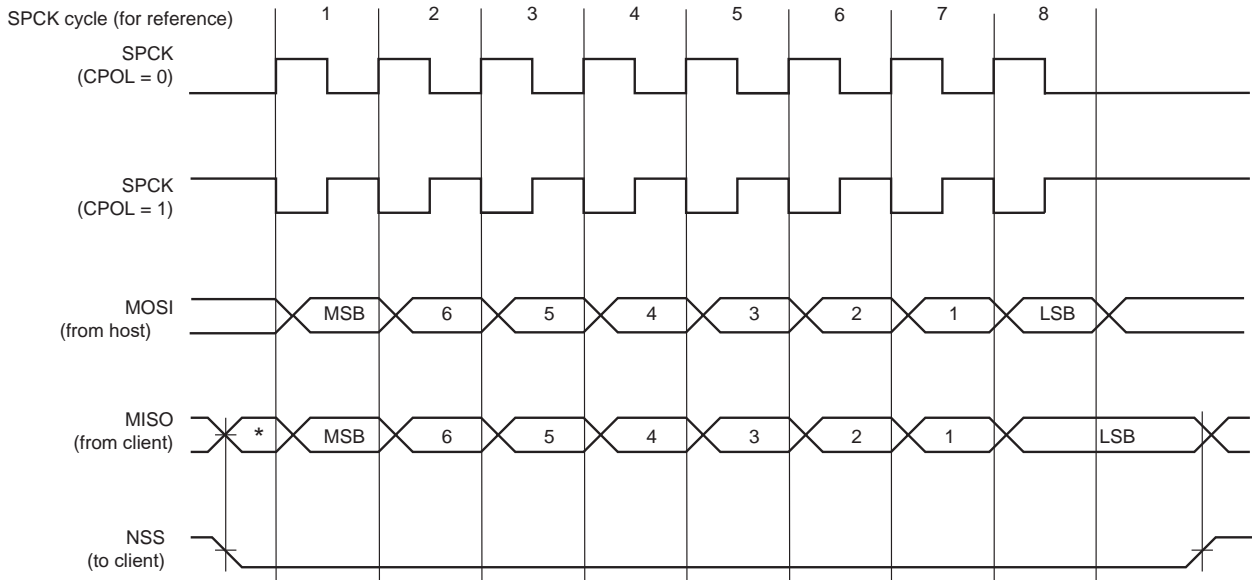 SPCK cycle (for reference) 1 2 3 4 5 6 7 8
SPCK
(CPOL = 0)
SPCK
(CPOL = 1)
MOSI
(from host)
MSB 6 5 4 3 2 1 LSB
MISO
(from client)
* MSB 6 5 4 3 2 1 LSB
NSS
(to client)